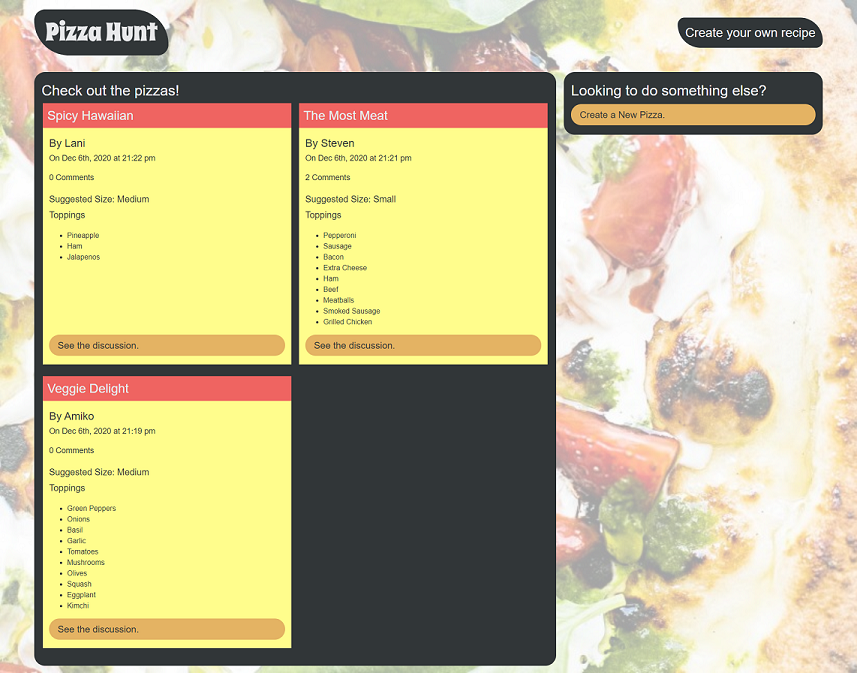 Pizza Hunt
Create your own recipe
Check out the pizzas!
Spicy Hawaiian
By Lani
On Dec 6th, 2020 at 21:22 pm
0 Comments
Suggested Size: Medium
Toppings
Pineapple
Ham
Jalapenos
See the discussion.
The Most Meat
By Steven
On Dec 6th, 2020 at 21:21 pm
2 Comments
Suggested Size: Small
Toppings
Pepperoni
Sausage
Bacon
Extra Cheese
Ham
Beef
Meatballs
Smoked Sausage
Grilled Chicken
See the discussion.
Veggie Delight
By Amiko
On Dec 6th, 2020 at 21:19 pm
0 Comments
Suggested Size: Medium
Toppings
Green Peppers
Onions
Basil
Garlic
Tomatoes
Mushrooms
Olives
Squash
Eggplant
Kimchi
See the discussion.
Looking to do something else?
Create a New Pizza.